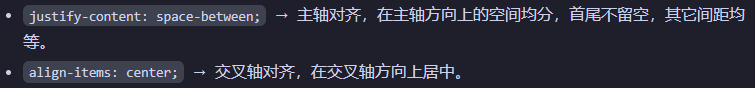 • justify-content: space-between; → 主轴对齐，在主轴方向上的空间均分，首尾不留空，其它间距均
等。
• align-items: center; → 交叉轴对齐，在交叉轴方向上居中。